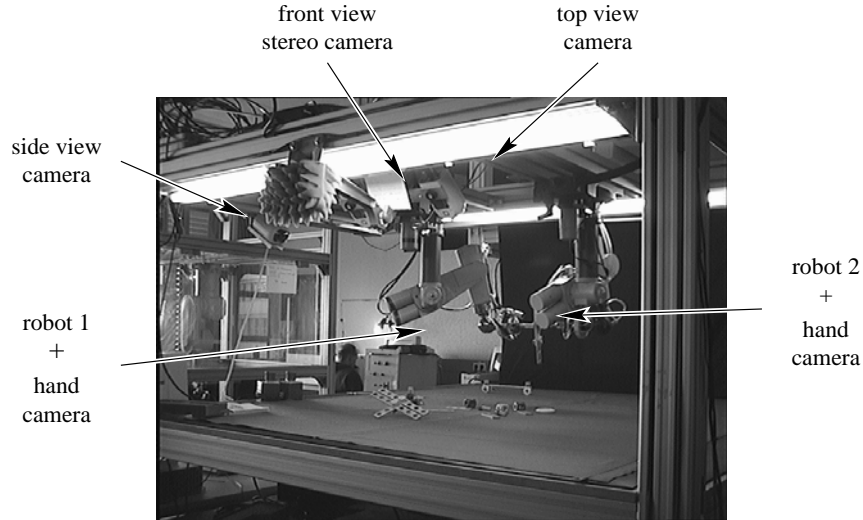 front view
stereo camera
top view
camera
side view
camera
robot 1
+
hand
camera
robot 2
+
hand
camera